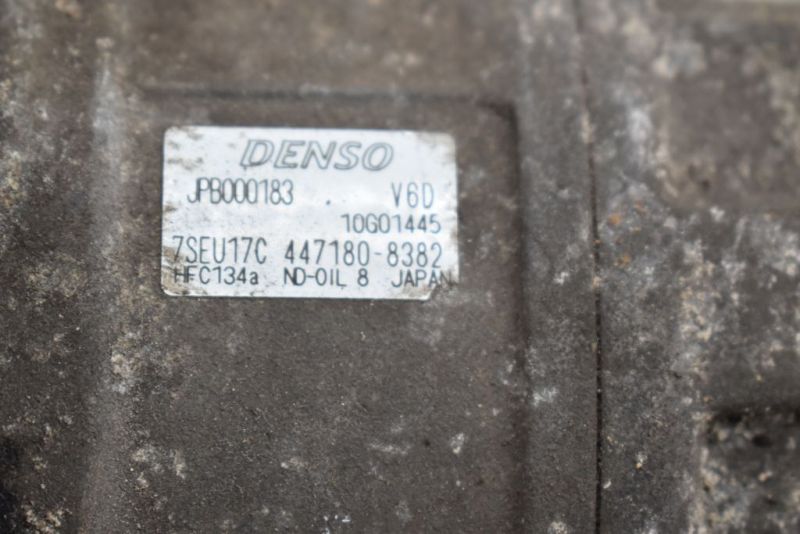 DENSO
JPB000183 . V6D
10G01445
7SEU17C 447180-8382
HFC134a ND-OIL 8 JAPAN